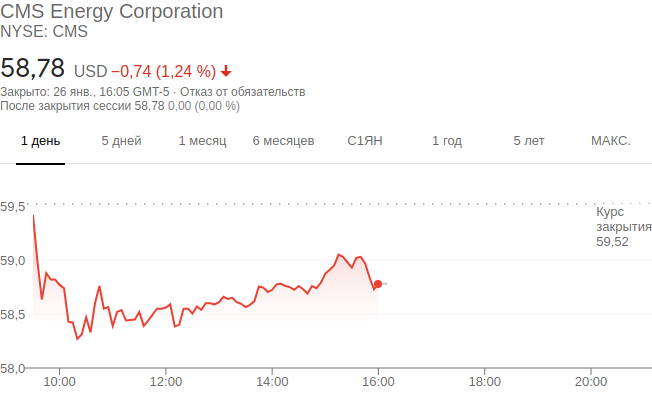 CMS Energy Corporation
NYSE: CMS
58,78 USD −0,74 (1,24 %)
Закрыто: 26 янв., 16:05 GMT-5 · Отказ от обязательств
После закрытия сессии 58,78 0,00 (0,00 %)
1 день 5 дней 1 месяц 6 месяцев С1ЯН 1 год 5 лет МАКС.
59,5
Курс
закрытия
59,52
59,0
58,5
58,0
10:00 12:00 14:00 16:00 18:00 20:00